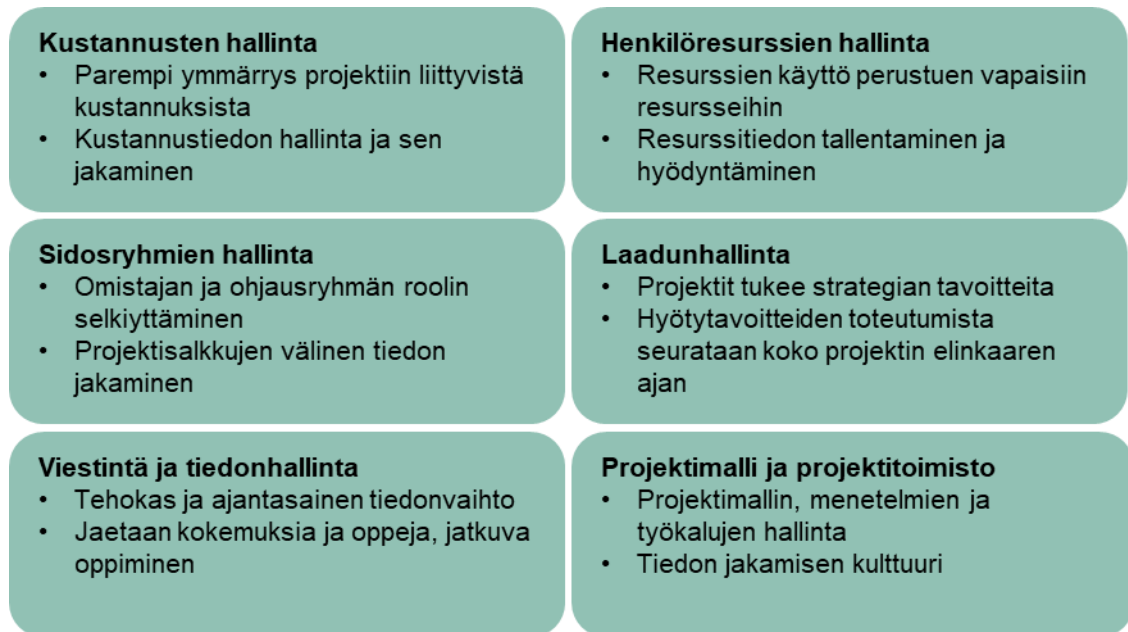 Kustannusten hallinta
• Parempi ymmärrys projektiin liittyvistä
kustannuksista
• Kustannustiedon hallinta ja sen
jakaminen
Henkilöresurssien hallinta
• Resurssien käyttö perustuen vapaisiin
resursseihin
• Resurssitiedon tallentaminen ja
hyödyntäminen
Sidosryhmien hallinta
• Omistajan ja ohjausryhmän roolin
selkiyttäminen
• Projektisalkkujen välinen tiedon
jakaminen
Laadunhallinta
• Projektit tukee strategian tavoitteita
• Hyötytavoitteiden toteutumista
seurataan koko projektin elinkaaren
ajan
Viestintä ja tiedonhallinta
• Tehokas ja ajantasainen tiedonvaihto
• Jaetaan kokemuksia ja oppeja, jatkuva
oppiminen
Projektimalli ja projektitoimisto
• Projektimallin, menetelmien ja
työkalujen hallinta
• Tiedon jakamisen kulttuuri